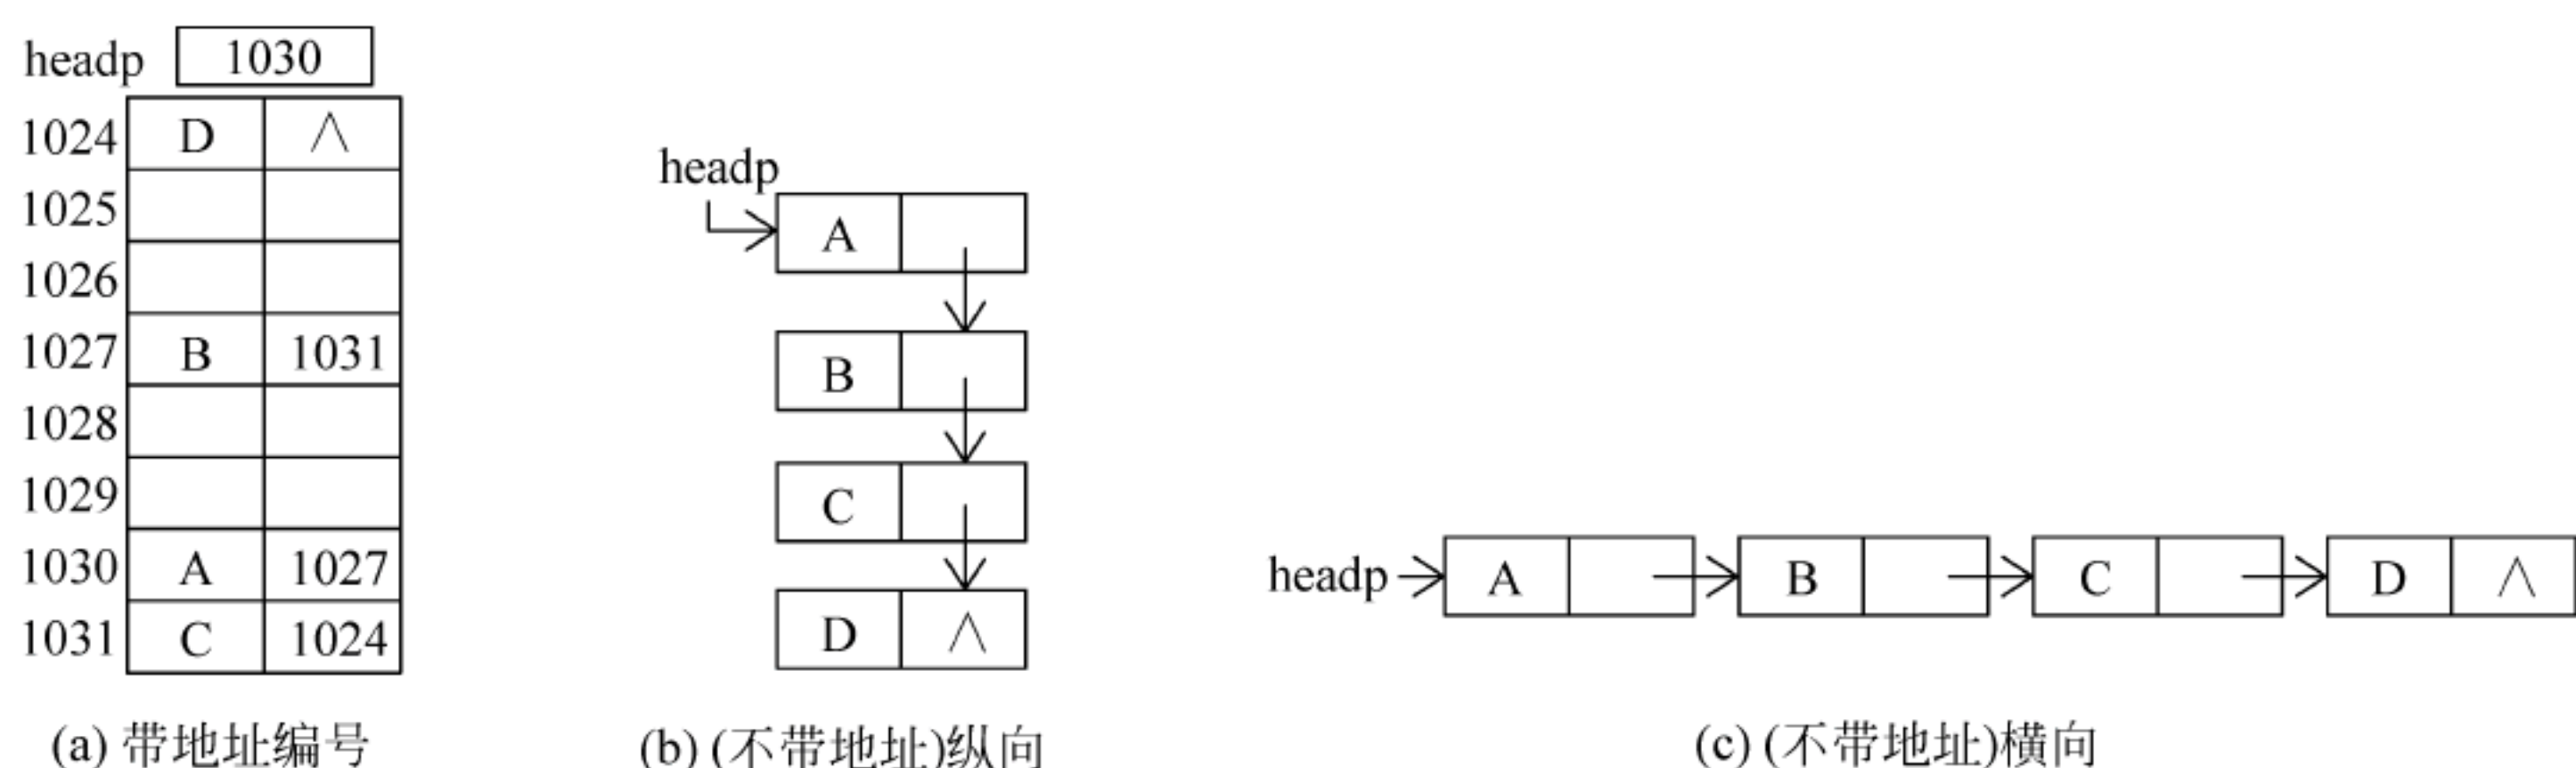 headp 1030
1024 D ∧
1025
1026
1027 B 1031
1028
1029
1030 A 1027
1031 C 1024
(a) 带地址编号
headp
A
B
C
D ∧
(b) (不带地址)纵向
headp A B C D ∧
(c) (不带地址)横向